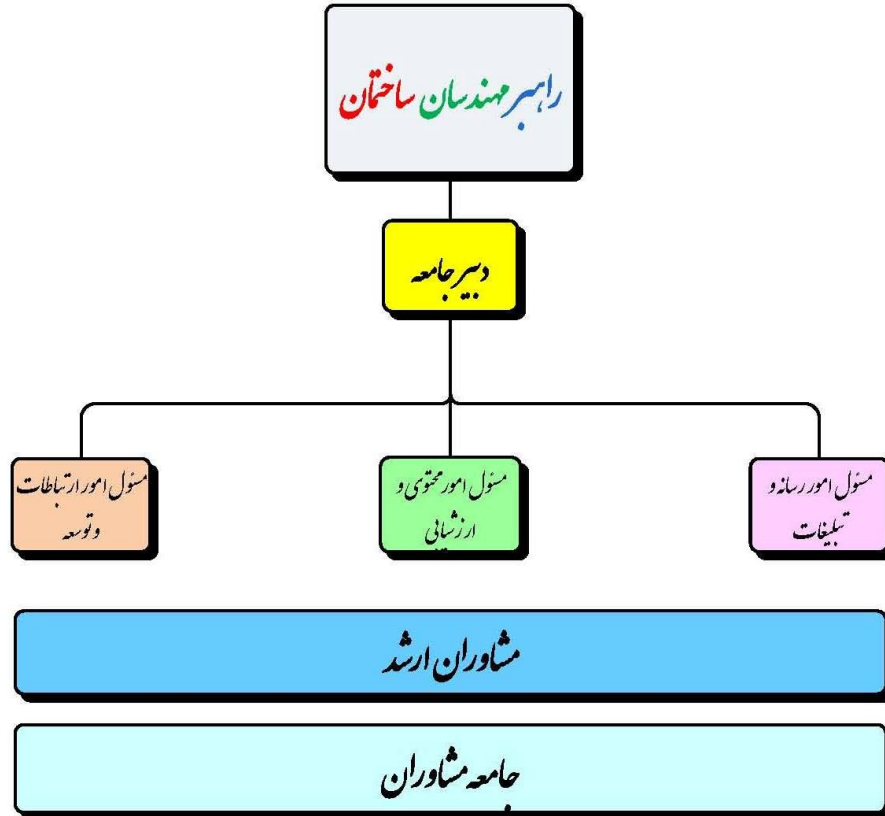 راهبر مهندسان ساختمان
دبیر جامعه
مسئول امور رسانه و
تبلیغات
مسئول امور محتوی و
ارزشیابی
مسئول امور ارتباطات
و توسعه
مشاوران ارشد
جامعه مشاوران